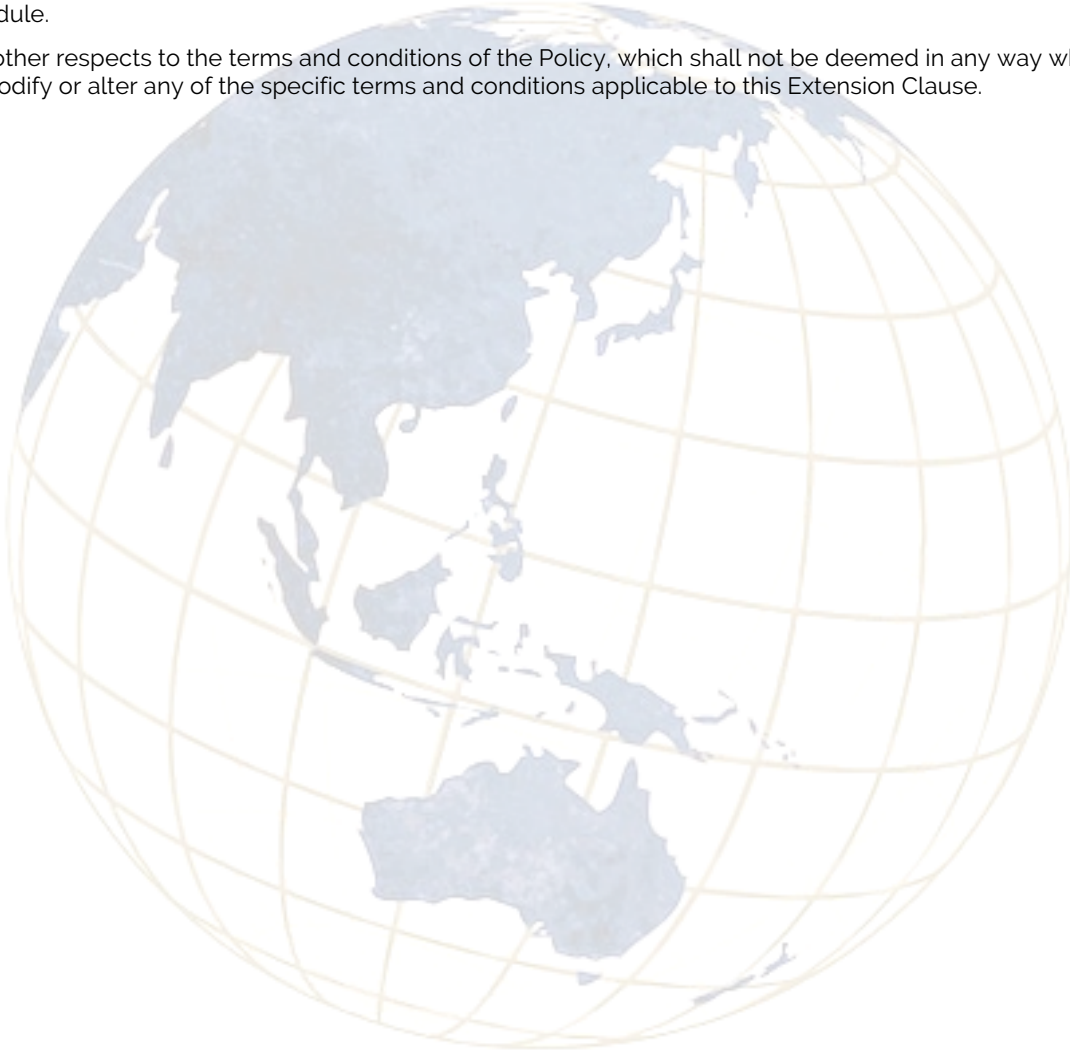 dule.
other respects to the terms and conditions of the Policy, which shall not be deemed in any way
odify or alter any of the specific terms and conditions applicable to this Extension Clause.